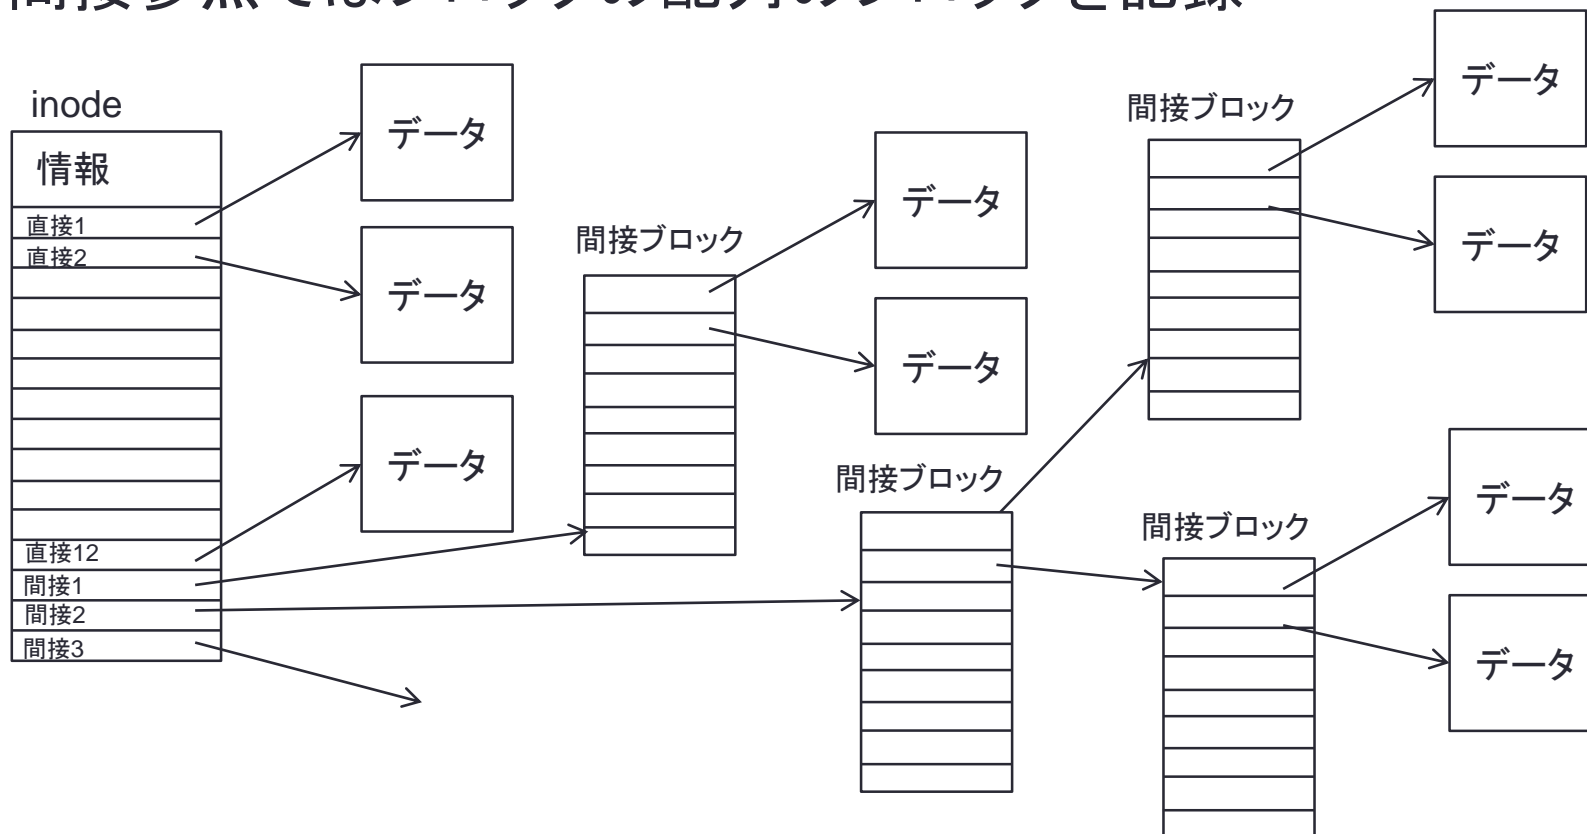 inode
情報
直接1
直接2
直接12
間接1
間接2
間接3
データ
データ
データ
間接ブロック
データ
データ
間接ブロック
間接ブロック
データ
データ
間接ブロック
データ
データ